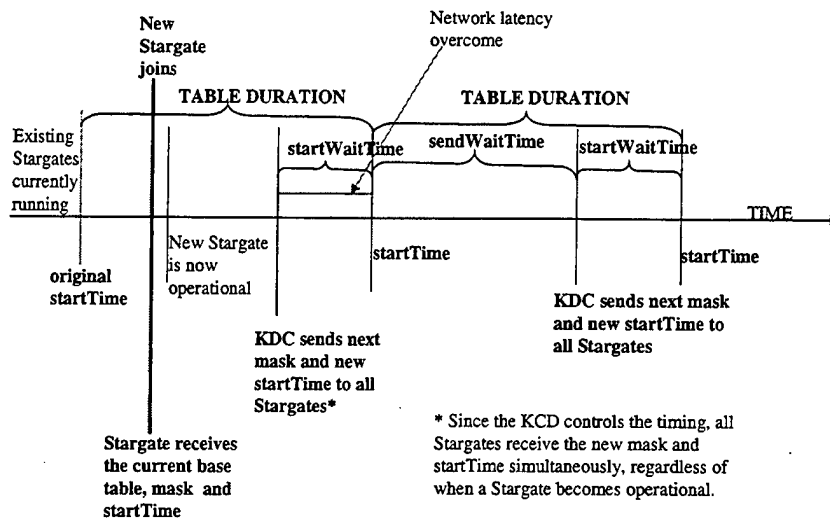 New
Stargate
joins
Network latency
overcome
TABLE DURATION
TABLE DURATION
Existing
Stargates
currently
running
startWaitTime
sendWaitTime
startWaitTime
TIME
original
startTime
New Stargate
is now
operational
startTime
startTime
KDC sends next
mask and new
startTime to all
Stargates*
KDC sends next mask
and new startTime to
all Stargates
Stargate receives
the current base
table, mask and
startTime
* Since the KCD controls the timing, all
Stargates receive the new mask and
startTime simultaneously, regardless of
when a Stargate becomes operational.